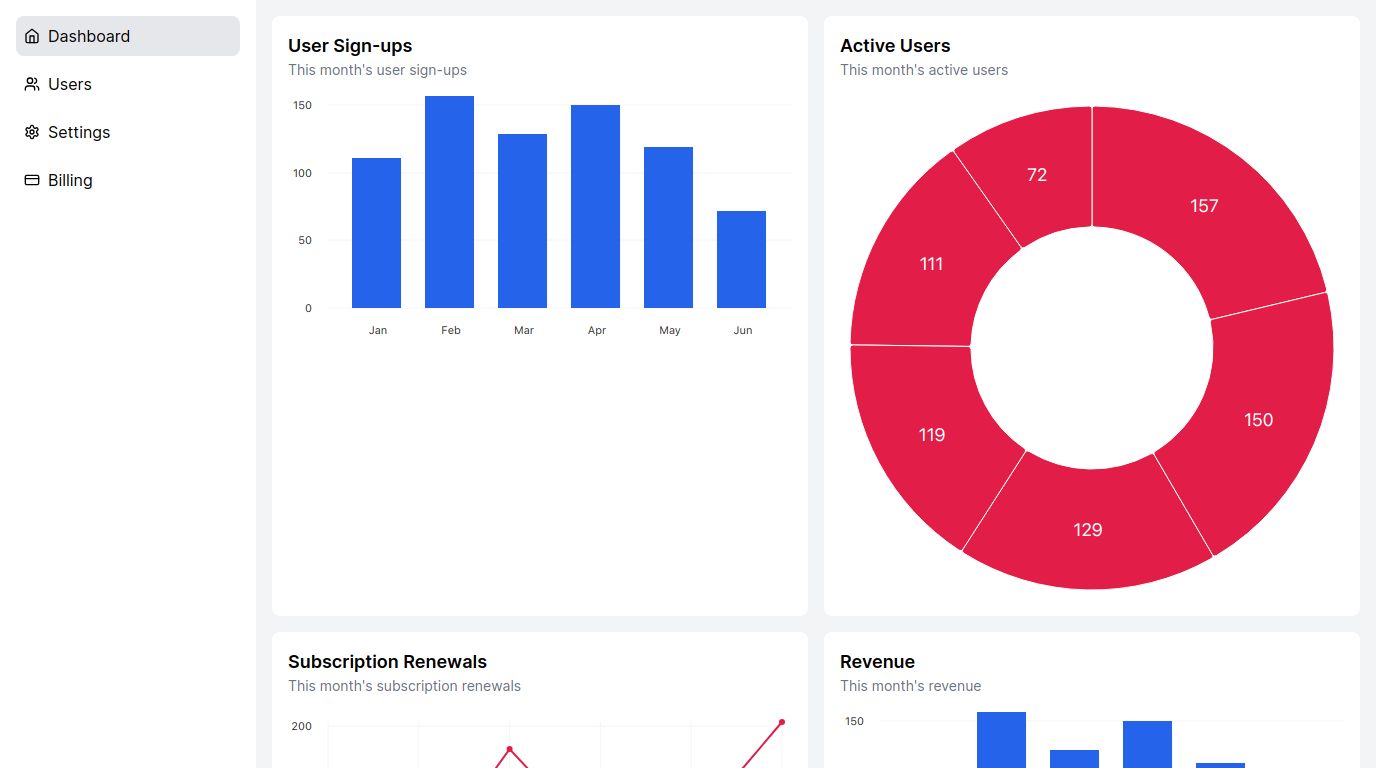 Dashboard
Users
Settings
Billing
User Sign-ups
This month's user sign-ups
150
100
50
0
Jan Feb Mar Apr May Jun
Active Users
This month's active users
72
157
111
150
119
129
Subscription Renewals
This month's subscription renewals
200
Revenue
This month's revenue
150